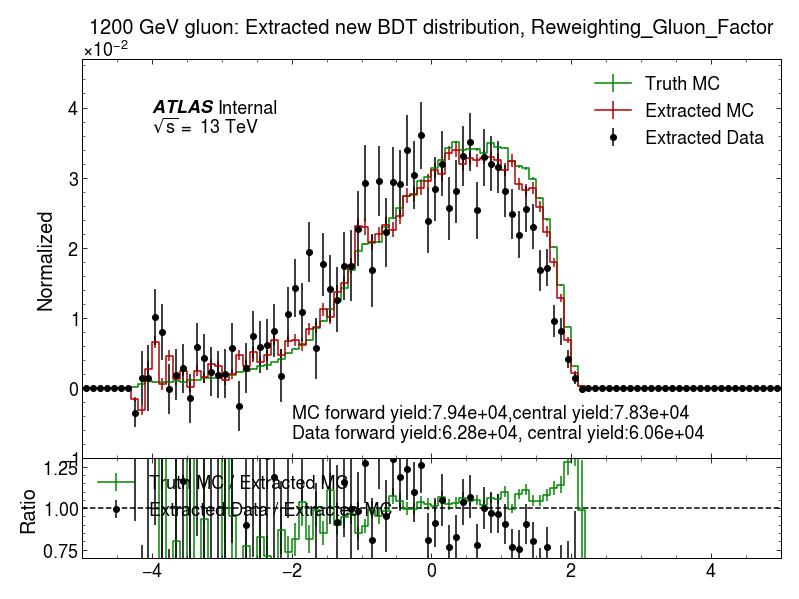 1200 GeV gluon: Extracted new BDT distribution, Reweighting_Gluon_Factor
×10⁻²
ATLAS Internal
√s = 13 TeV
Truth MC
Extracted MC
Extracted Data
4
3
2
1
0
Normalized
MC forward yield:7.94e+04,central yield:7.83e+04
Data forward yield:6.28e+04, central yield:6.06e+04
1
1.25
1.00
0.75
Ratio
Truth MC / Extracted MC
Extracted Data / Extracted MC
−4
−2
0
2
4